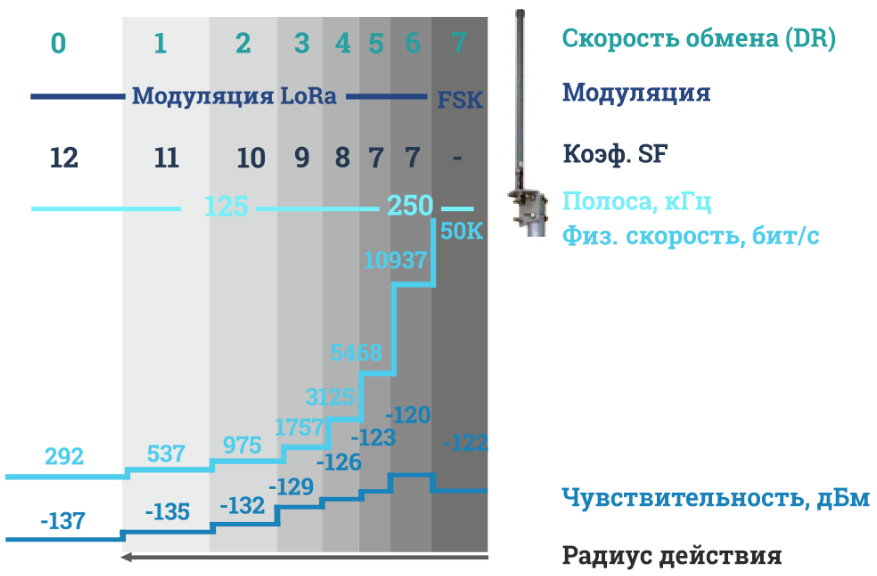 0 1 2 3 4 5 6 7 Скорость обмена (DR)
Модуляция LoRa FSK Модуляция
12 11 10 9 8 7 7 - Коэф. SF
125 250 Полоса, кГц
50K Физ. скорость, бит/с
10937
5468
3125
1757
975
537
292
-120
-123 -122
-126
-129
-132 Чувствительность, дБм
-135
-137
Радиус действия